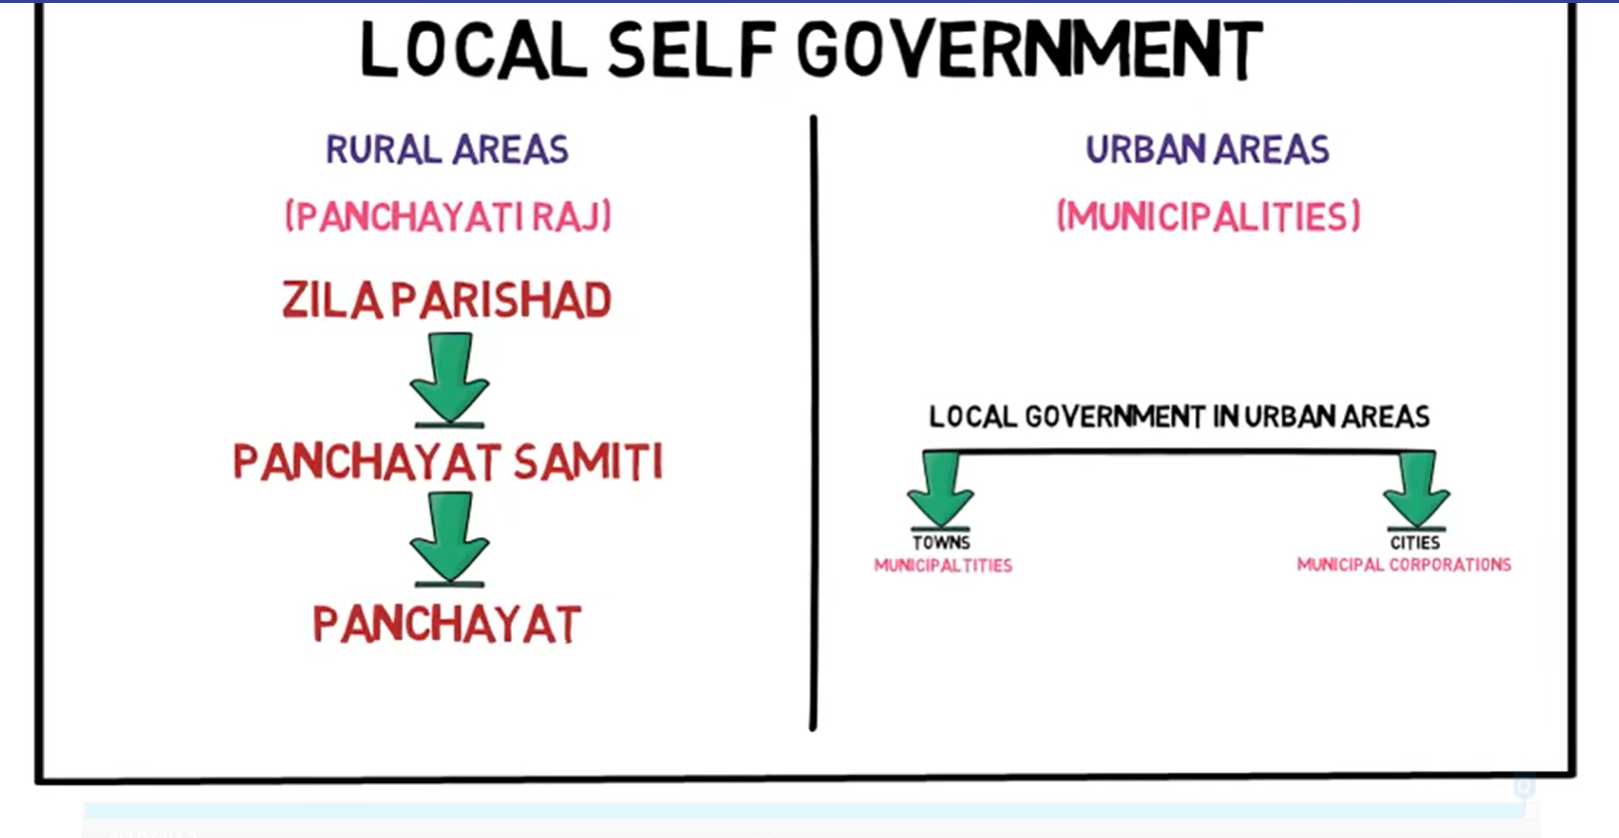 LOCAL SELF GOVERNMENT
RURAL AREAS
(PANCHAYATI RAJ)
ZILA PARISHAD
PANCHAYAT SAMITI
PANCHAYAT
URBAN AREAS
(MUNICIPALITIES)
LOCAL GOVERNMENT IN URBAN AREAS
TOWNS
MUNICIPALTITIES
CITIES
MUNICIPAL CORPORATIONS